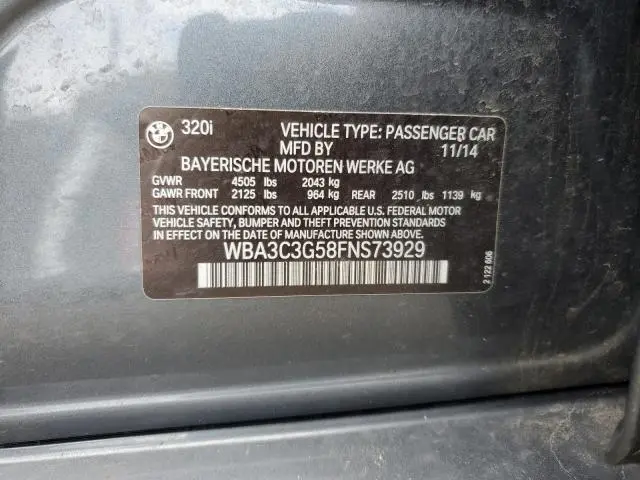 320i VEHICLE TYPE: PASSENGER CAR
MFD BY 11/14
BAYERISCHE MOTOREN WERKE AG
GVWR 4505 lbs 2043 kg
GAWR FRONT 2125 lbs 964 kg REAR 2510 lbs 1139 kg
THIS VEHICLE CONFORMS TO ALL APPLICABLE U.S. FEDERAL MOTOR
VEHICLE SAFETY, BUMPER AND THEFT PREVENTION STANDARDS
IN EFFECT ON THE DATE OF MANUFACTURE SHOWN ABOVE.
WBA3C3G58FNS73929
2 122 606